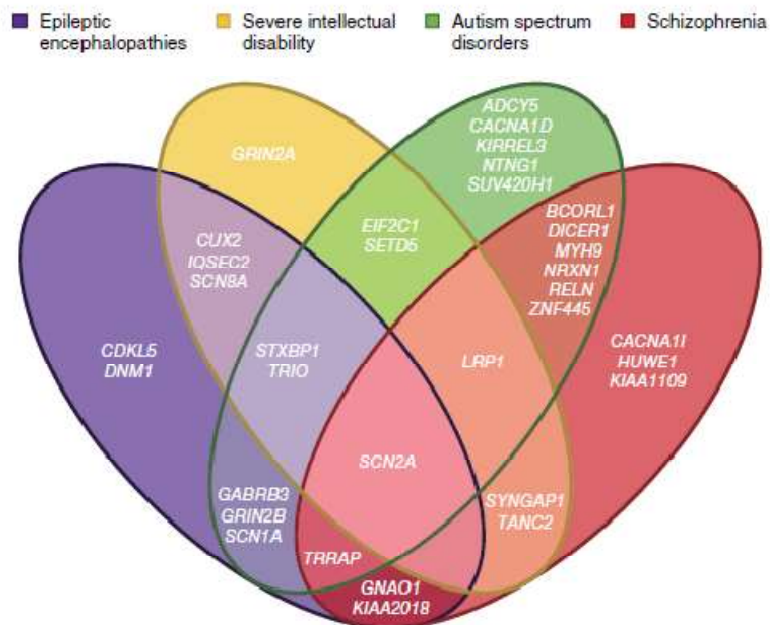 Epileptic
encephalopathies
Severe intellectual
disability
Autism spectrum
disorders
Schizophrenia
GRIN2A
ADCY5
CACNA1D
KIRREL3
NTNG1
SUV420H1
EIF2C1
SETD5
BCORL1
DICER1
MYH9
NRXN1
RELN
ZNF445
CUX2
IQSEC2
SCN8A
CDKL5
DNM1
STXBP1
TRIO
LRP1
CACNA1I
HUWE1
KIAA1109
SCN2A
GABRB3
GRIN2B
SCN1A
SYNGAP1
TANC2
TRRAP
GNAO1
KIAA2018